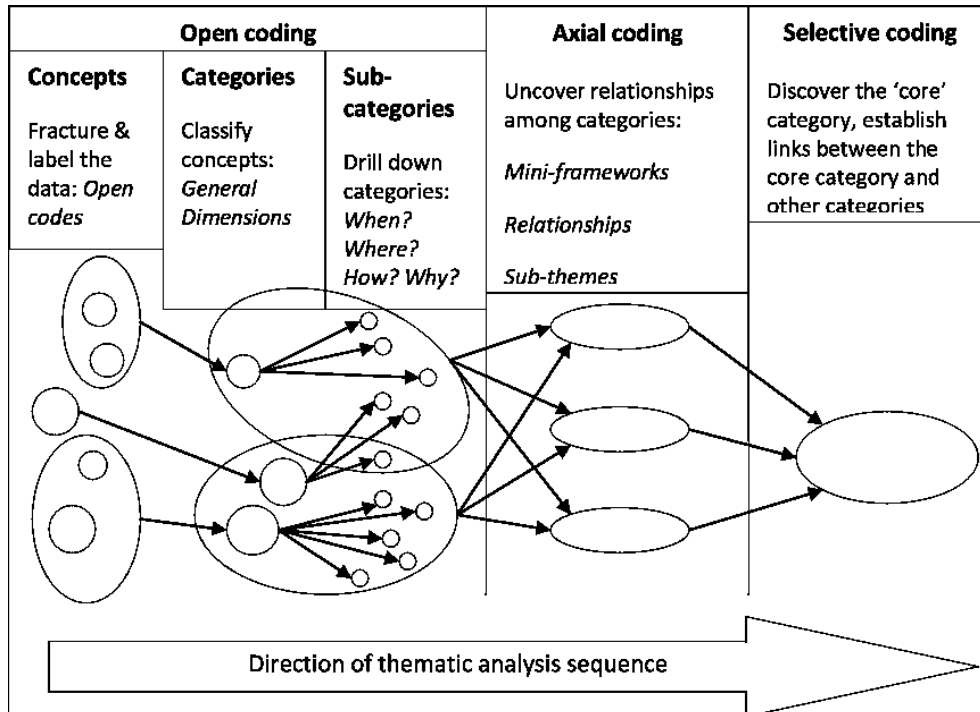 Open coding
Axial coding
Selective coding
Concepts
Fracture &
label the
data: Open
codes
Categories
Classify
concepts:
General
Dimensions
Sub-
categories
Drill down
categories:
When?
Where?
How? Why?
Uncover relationships
among categories:
Mini-frameworks
Relationships
Sub-themes
Discover the ‘core’
category, establish
links between the
core category and
other categories
Direction of thematic analysis sequence